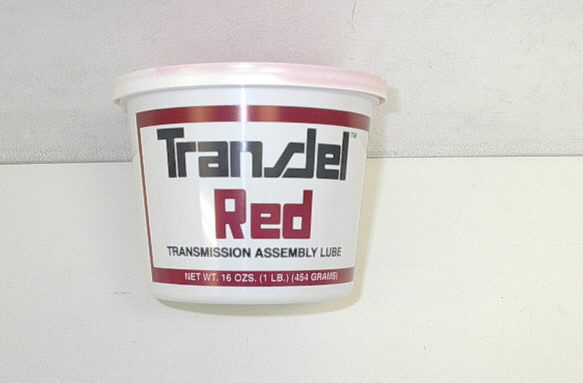 Transjel™
Red
TRANSMISSION ASSEMBLY LUBE
NET WT. 16 OZS. (1 LB.) (454 GRAMS)